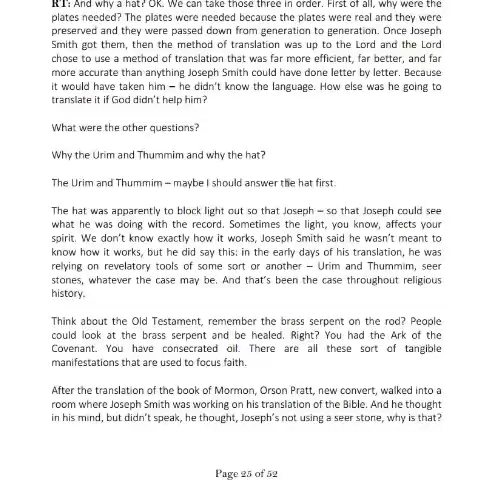 RT: And why a hat? OK. We can take those three in order. First of all, why were the
plates needed? The plates were needed because the plates were real and they were
preserved and they were passed down from generation to generation. Once Joseph
Smith got them, then the method of translation was up to the Lord and the Lord
chose to use a method of translation that was far more efficient, far better, and far
more accurate than anything Joseph Smith could have done letter by letter. Because
it would have taken him – he didn't know the language. How else was he going to
translate it if God didn't help him?
What were the other questions?
Why the Urim and Thummim and why the hat?
The Urim and Thummim – maybe I should answer the hat first.
The hat was apparently to block light out so that Joseph – so that Joseph could see
what he was doing with the record. Sometimes the light, you know, affects your
spirit. We don't know exactly how it works, Joseph Smith said he wasn't meant to
know how it works, but he did say this: in the early days of his translation, he was
relying on revelatory tools of some sort or another – Urim and Thummim, seer
stones, whatever the case may be. And that's been the case throughout religious
history.
Think about the Old Testament, remember the brass serpent on the rod? People
could look at the brass serpent and be healed. Right? You had the Ark of the
Covenant. You have consecrated oil. There are all these sort of tangible
manifestations that are used to focus faith.
After the translation of the book of Mormon, Orson Pratt, new convert, walked into a
room where Joseph Smith was working on his translation of the Bible. And he thought
in his mind, but didn't speak, he thought, Joseph's not using a seer stone, why is that?
Page 25 of 52